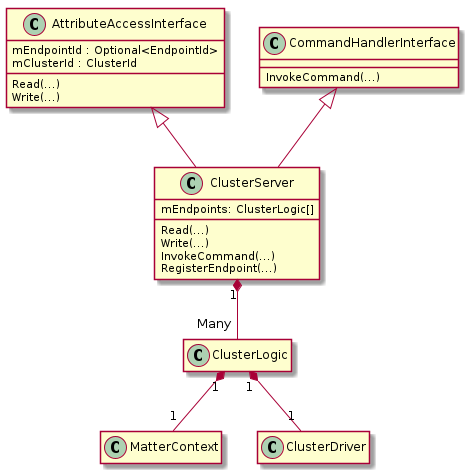 C AttributeAccessInterface
mEndpointId : Optional<EndpointId>
mClusterId : ClusterId
Read(...)
Write(...)
C CommandHandlerInterface
InvokeCommand(...)
C ClusterServer
mEndpoints: ClusterLogic[]
Read(...)
Write(...)
InvokeCommand(...)
RegisterEndpoint(...)
1
Many
C ClusterLogic
1 1
1 1
C MatterContext
C ClusterDriver